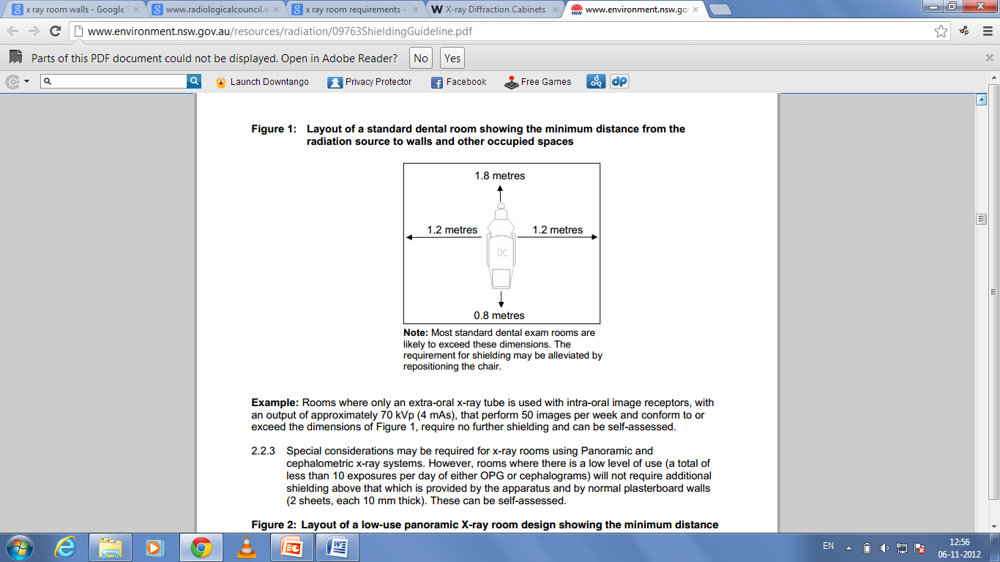 x ray room walls - Google S
www.radiologicalcouncil.w
x ray room requirements -
W X-ray Diffraction Cabinets
www.environment.nsw.go
www.environment.nsw.gov.au/resources/radiation/09763ShieldingGuideline.pdf
Parts of this PDF document could not be displayed. Open in Adobe Reader? No Yes
Launch Downtango Privacy Protector Facebook Free Games dp
Figure 1: Layout of a standard dental room showing the minimum distance from the
radiation source to walls and other occupied spaces
1.8 metres
1.2 metres 1.2 metres
DC
0.8 metres
Note: Most standard dental exam rooms are
likely to exceed these dimensions. The
requirement for shielding may be alleviated by
repositioning the chair.
Example: Rooms where only an extra-oral x-ray tube is used with intra-oral image receptors, with
an output of approximately 70 kVp (4 mAs), that perform 50 images per week and conform to or
exceed the dimensions of Figure 1, require no further shielding and can be self-assessed.
2.2.3 Special considerations may be required for x-ray rooms using Panoramic and
cephalometric x-ray systems. However, rooms where there is a low level of use (a total of
less than 10 exposures per day of either OPG or cephalograms) will not require additional
shielding above that which is provided by the apparatus and by normal plasterboard walls
(2 sheets, each 10 mm thick). These can be self-assessed.
Figure 2: Layout of a low-use panoramic X-ray room design showing the minimum distance
EN
12:56
06-11-2012